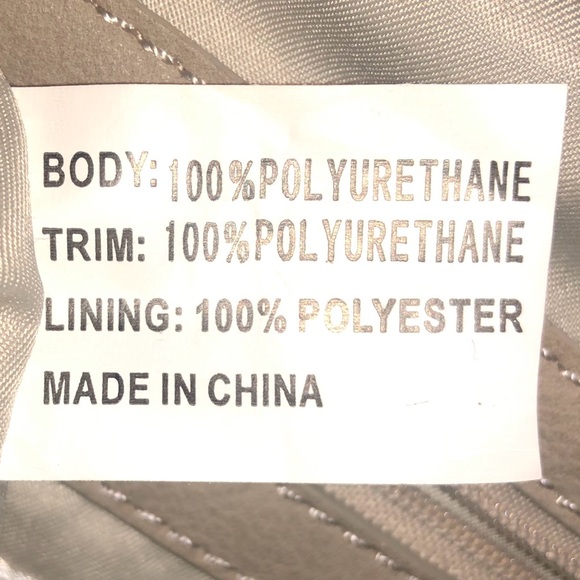 BODY: 100%POLYURETHANE
TRIM: 100%POLYURETHANE
LINING: 100% POLYESTER
MADE IN CHINA